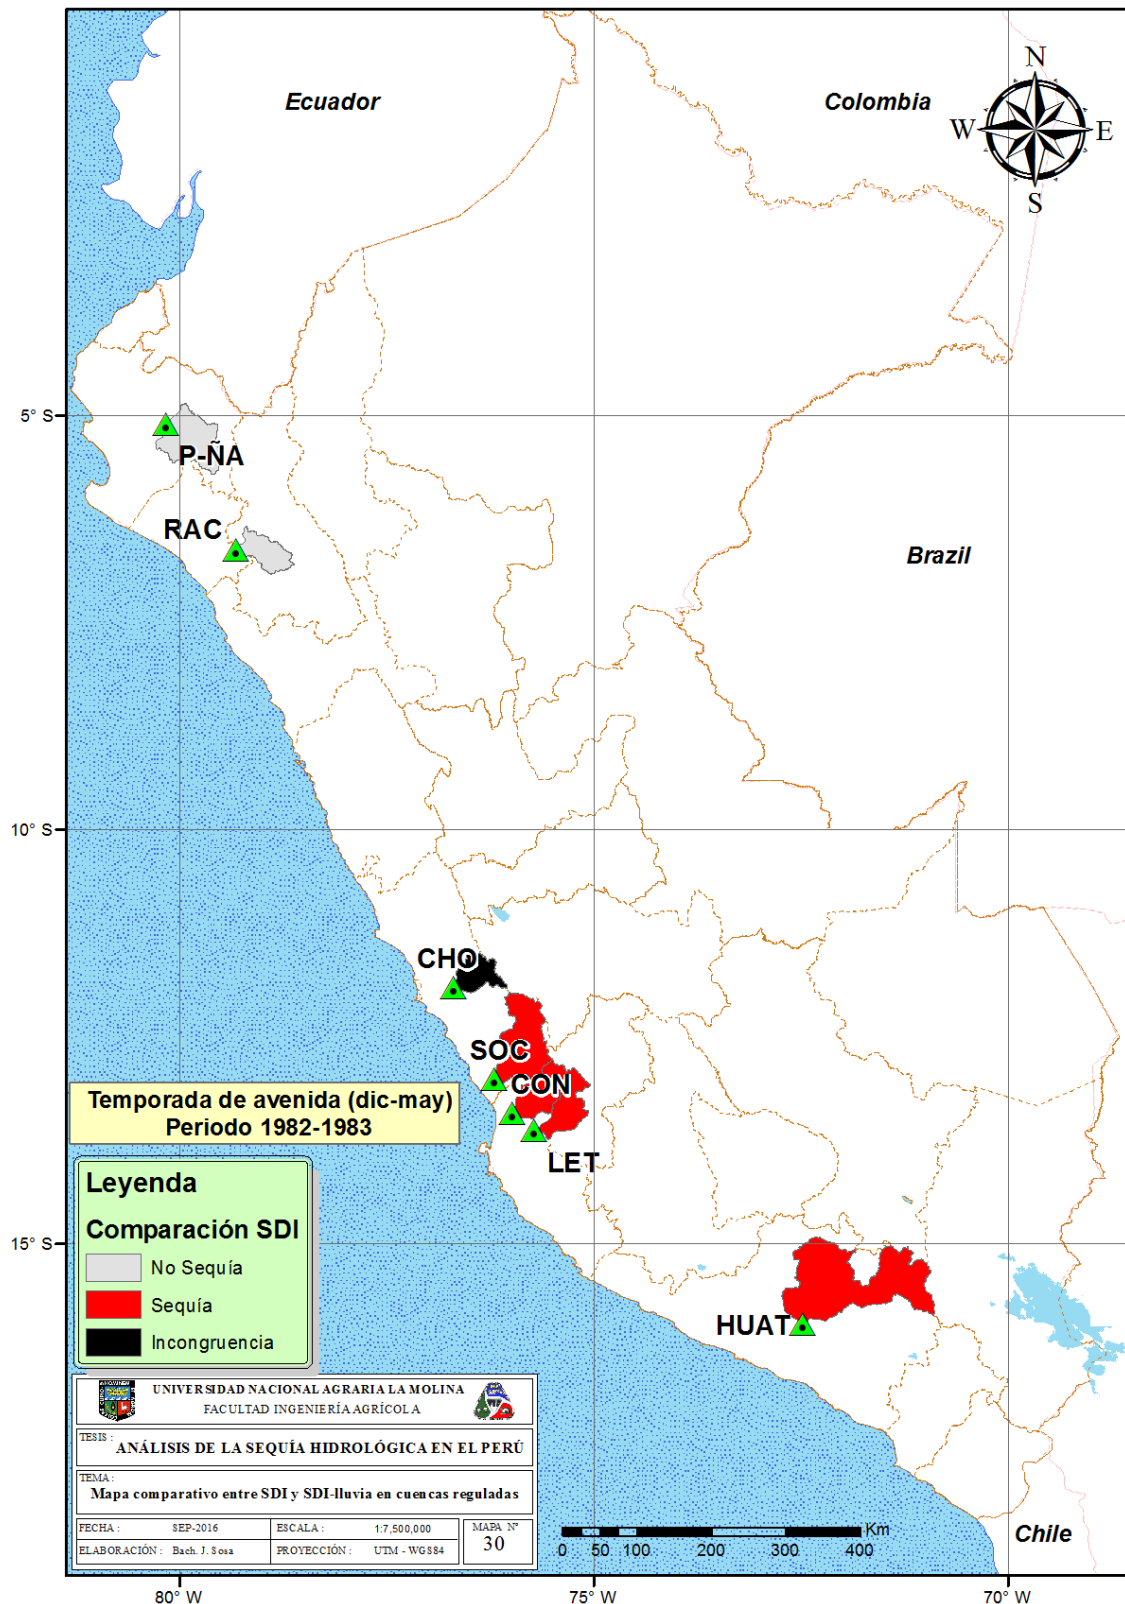 Ecuador
Colombia
N
W
E
S
5° S
P-ÑA
RAC
Brazil
10° S
CHO
SOC
CON
LET
Temporada de avenida (dic-may)
Periodo 1982-1983
Leyenda
Comparación SDI
No Sequía
Sequía
Incongruencia
15° S
HUAT
UNIVERSIDAD NACIONAL AGRARIA LA MOLINA
FACULTAD INGENIERÍA AGRÍCOLA
TESIS :
ANÁLISIS DE LA SEQUÍA HIDROLÓGICA EN EL PERÚ
TEMA :
Mapa comparativo entre SDI y SDI-lluvia en cuencas reguladas
FECHA : SEP-2016 ESCALA : 1:7,500,000 MAPA Nº
30
ELABORACIÓN : Bach. J. Sosa PROYECCIÓN : UTM - WGS84
Km
0 50 100 200 300 400
Chile
80° W
75° W
70° W